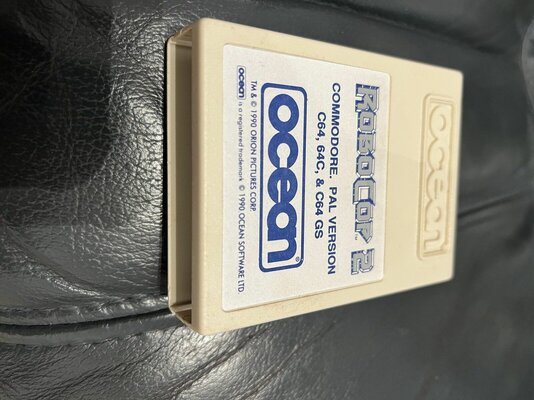 ocean
ROBOCOP 2
COMMODORE. PAL VERSION
C64, 64C, & C64 GS
ocean®
TM & © 1990 ORION PICTURES CORP.
ocean is a registered trademark © 1990 OCEAN SOFTWARE LTD